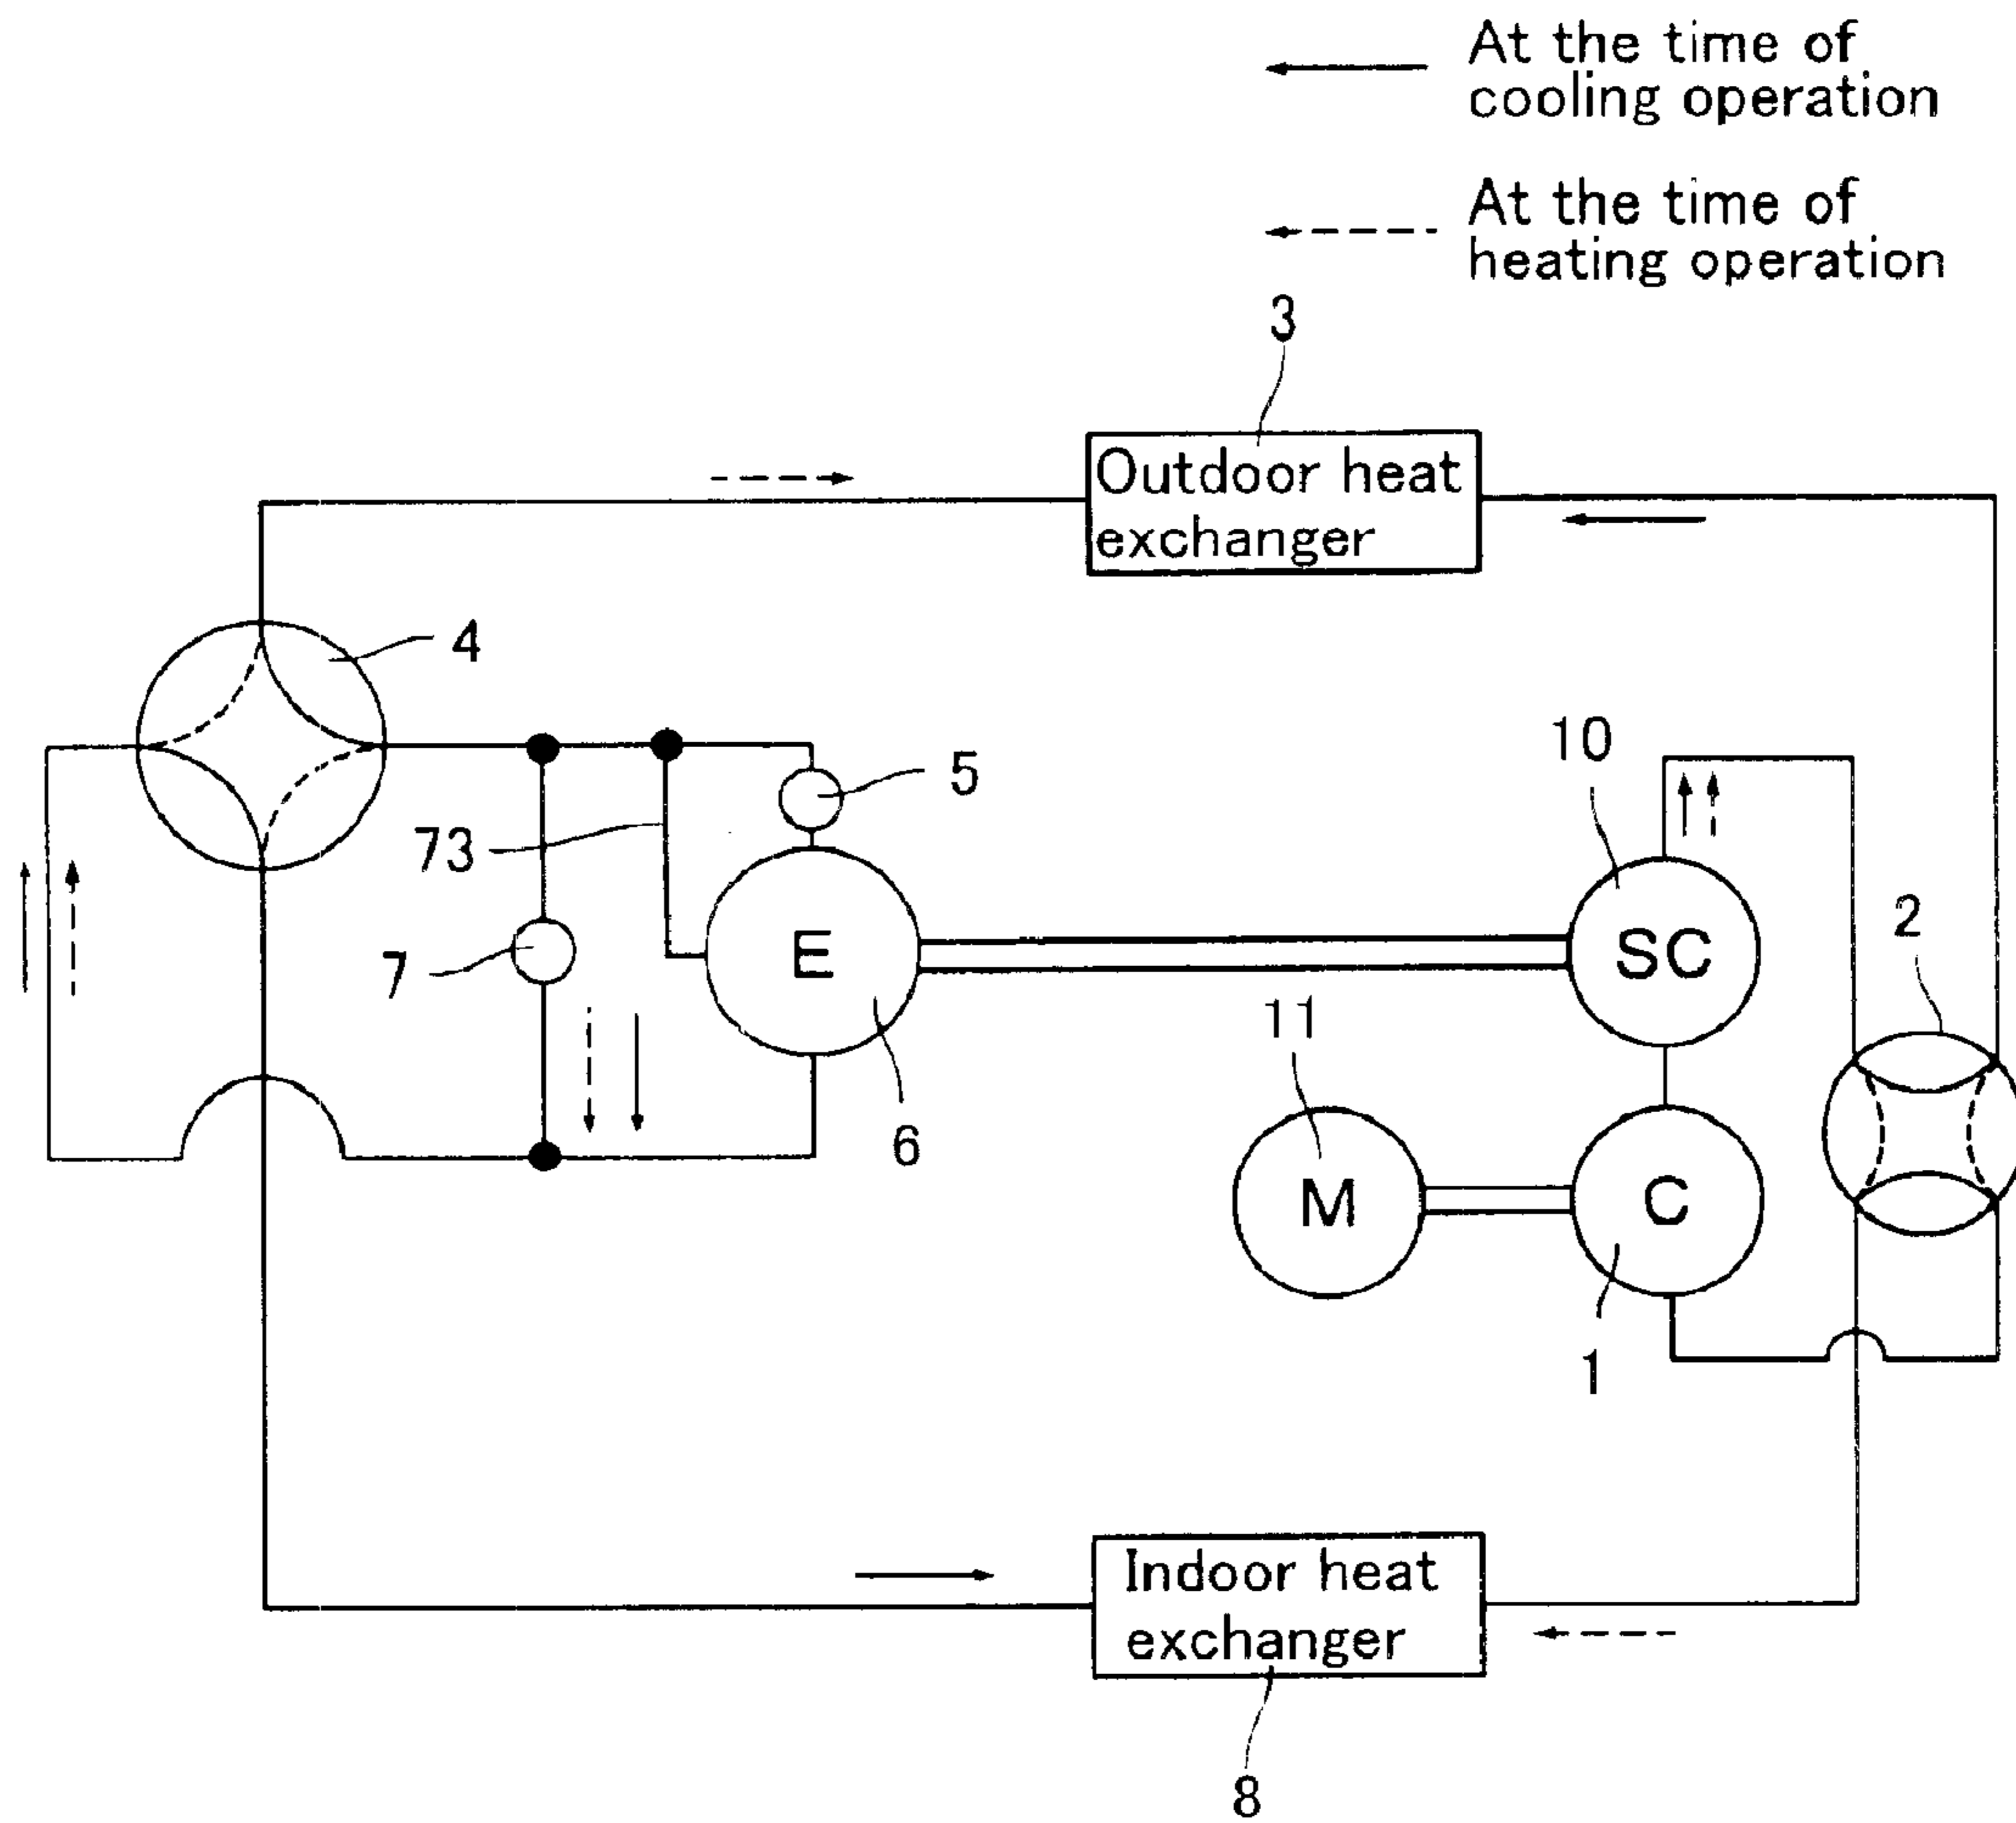 At the time of
cooling operation
At the time of
heating operation
3
Outdoor heat
exchanger
4
10
5
73
2
E
SC
7
11
6
M
C
1
Indoor heat
exchanger
8